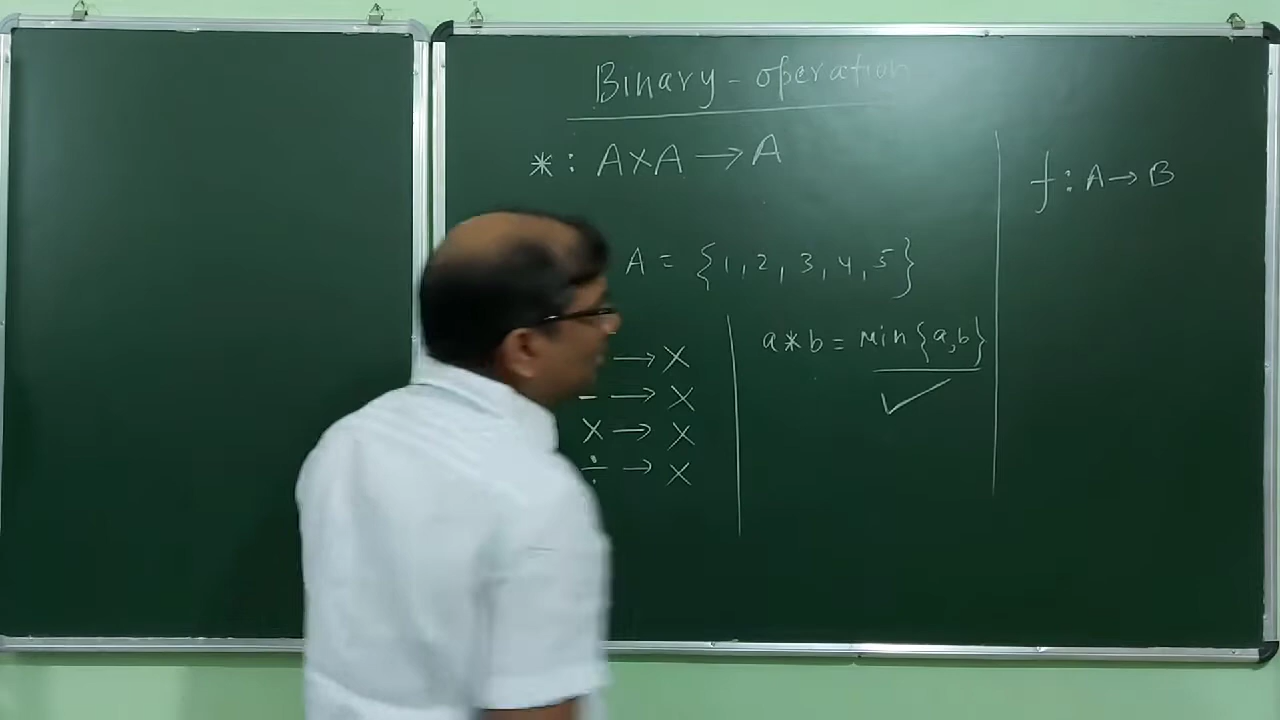 Binary - operation
* : A×A → A
f : A → B
A = {1, 2, 3, 4, 5}
→ X
- → X
× → X
÷ → X
a * b = Min {a, b}
✓